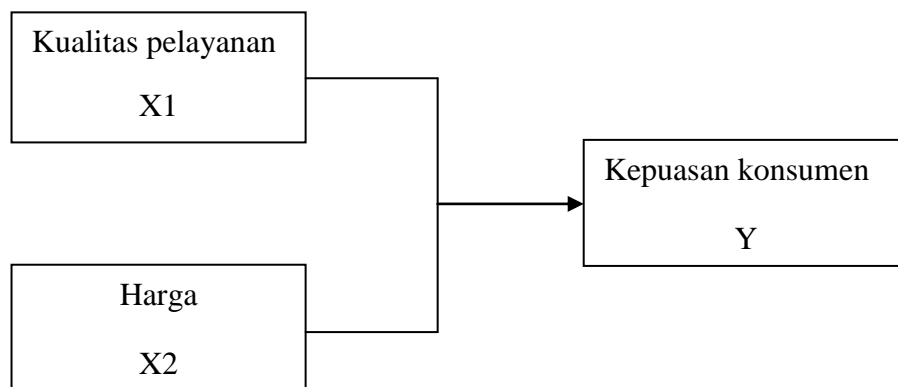 Kualitas pelayanan
X1
Kepuasan konsumen
Y
Harga
X2